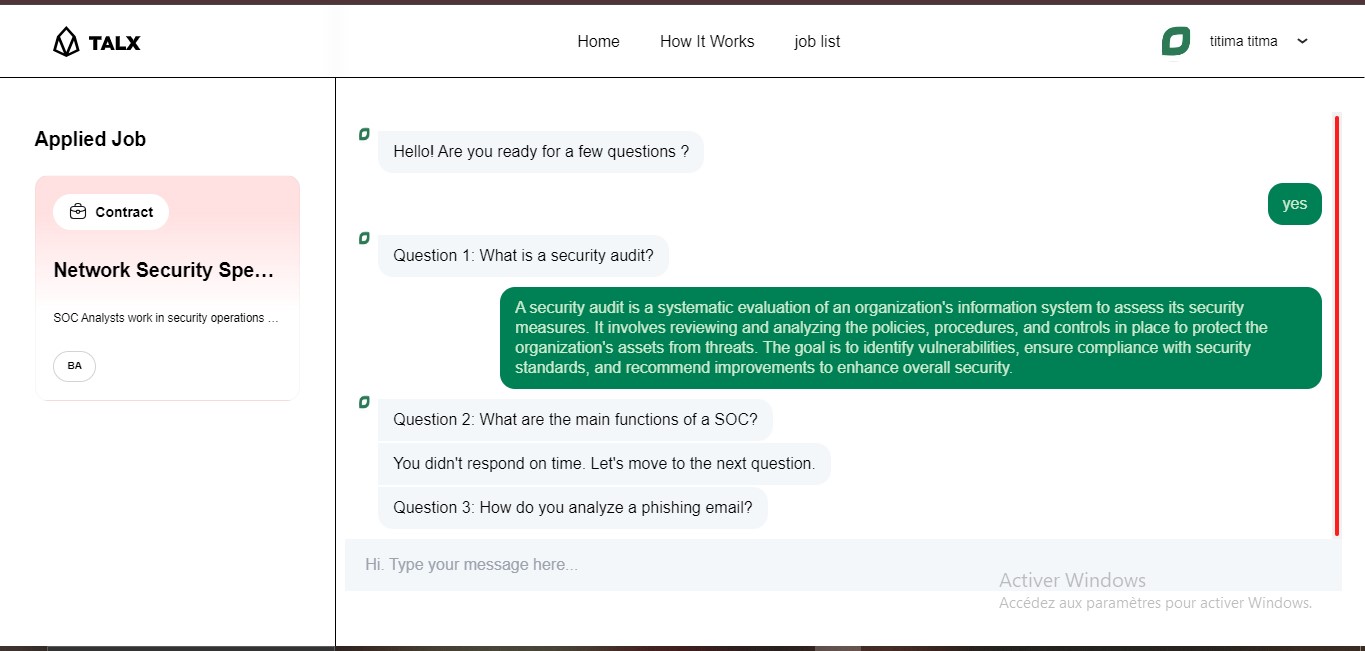 TALX
Home
How It Works
job list
titima titma
Applied Job
Contract
Network Security Spe...
SOC Analysts work in security operations ...
BA
Hello! Are you ready for a few questions ?
yes
Question 1: What is a security audit?
A security audit is a systematic evaluation of an organization's information system to assess its security
measures. It involves reviewing and analyzing the policies, procedures, and controls in place to protect the
organization's assets from threats. The goal is to identify vulnerabilities, ensure compliance with security
standards, and recommend improvements to enhance overall security.
Question 2: What are the main functions of a SOC?
You didn't respond on time. Let's move to the next question.
Question 3: How do you analyze a phishing email?
Hi. Type your message here...
Activer Windows
Accédez aux paramètres pour activer Windows.